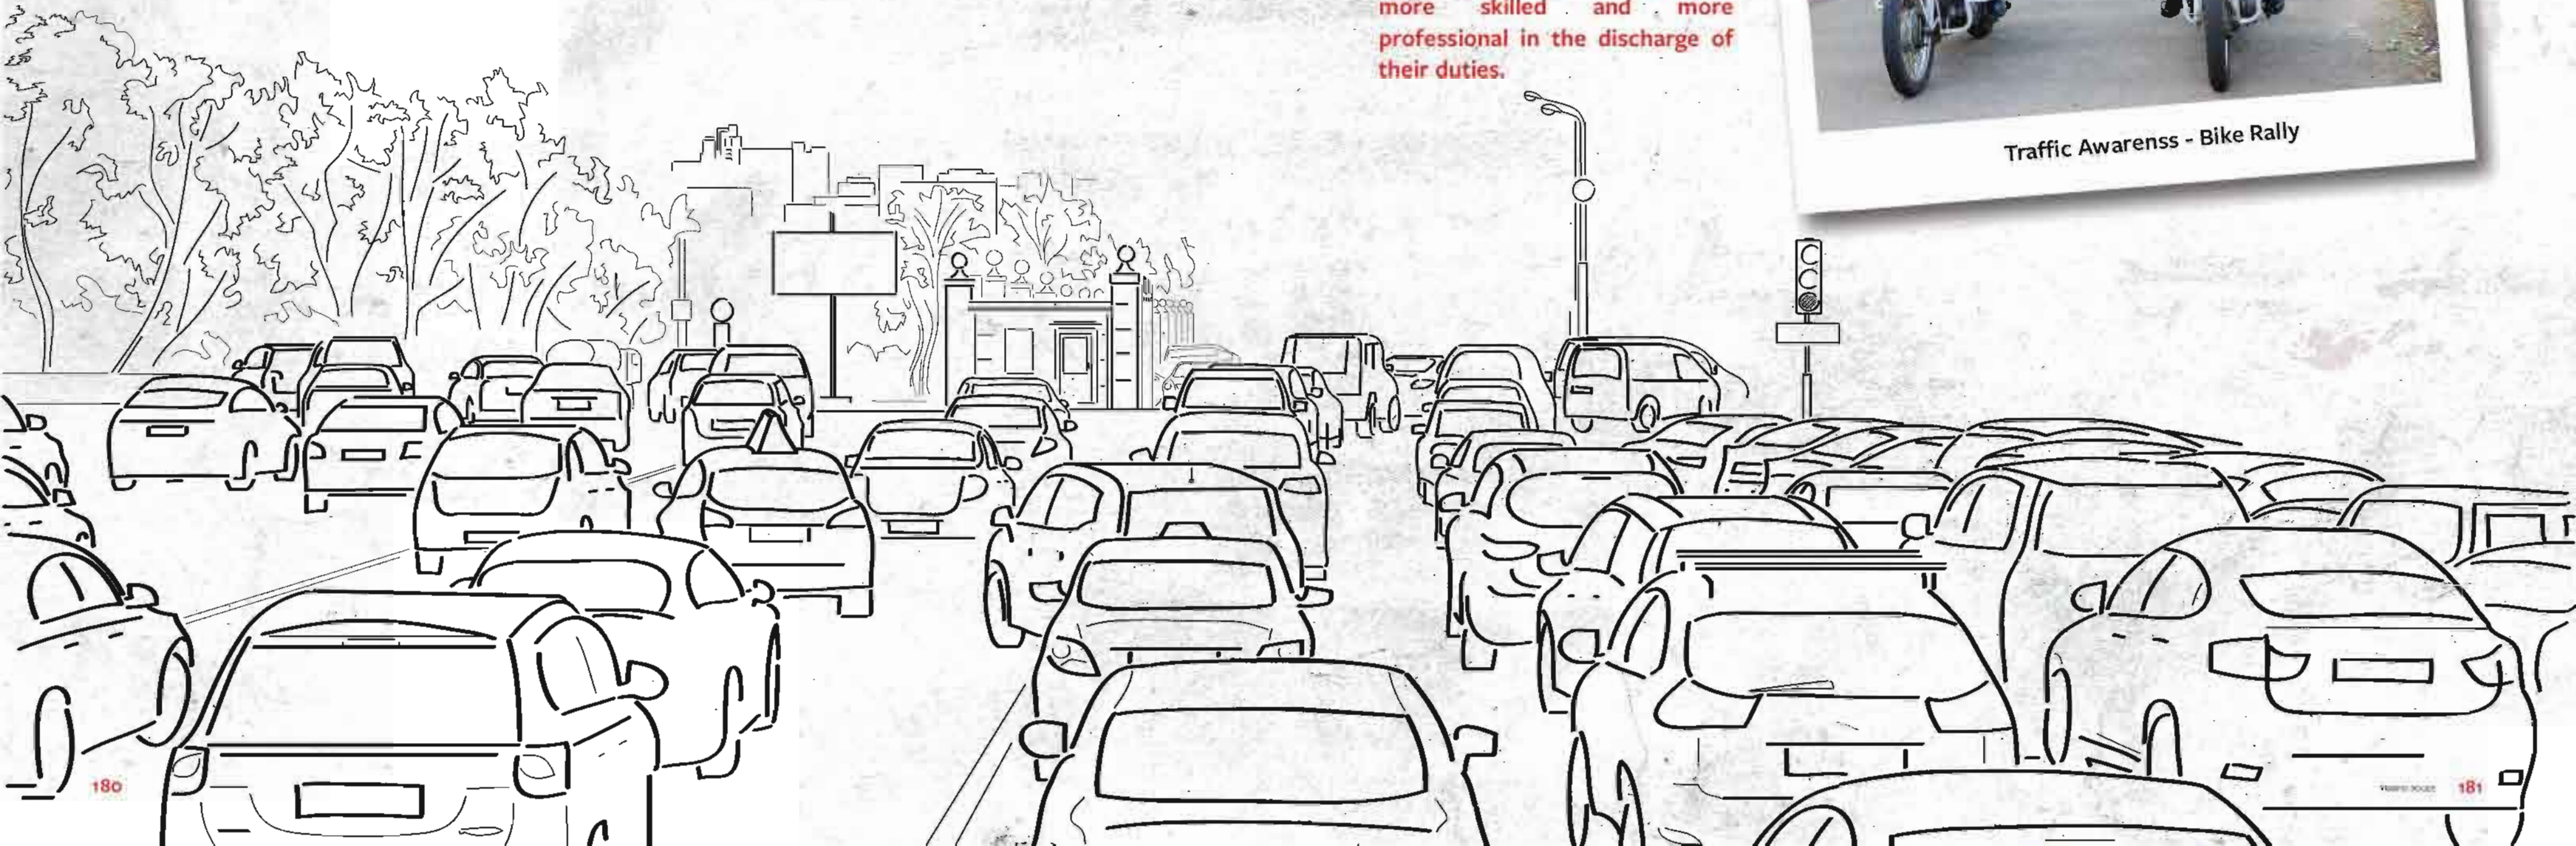 more skilled and more
professional in the discharge of
their duties.
Traffic Awarenss - Bike Rally
180
181